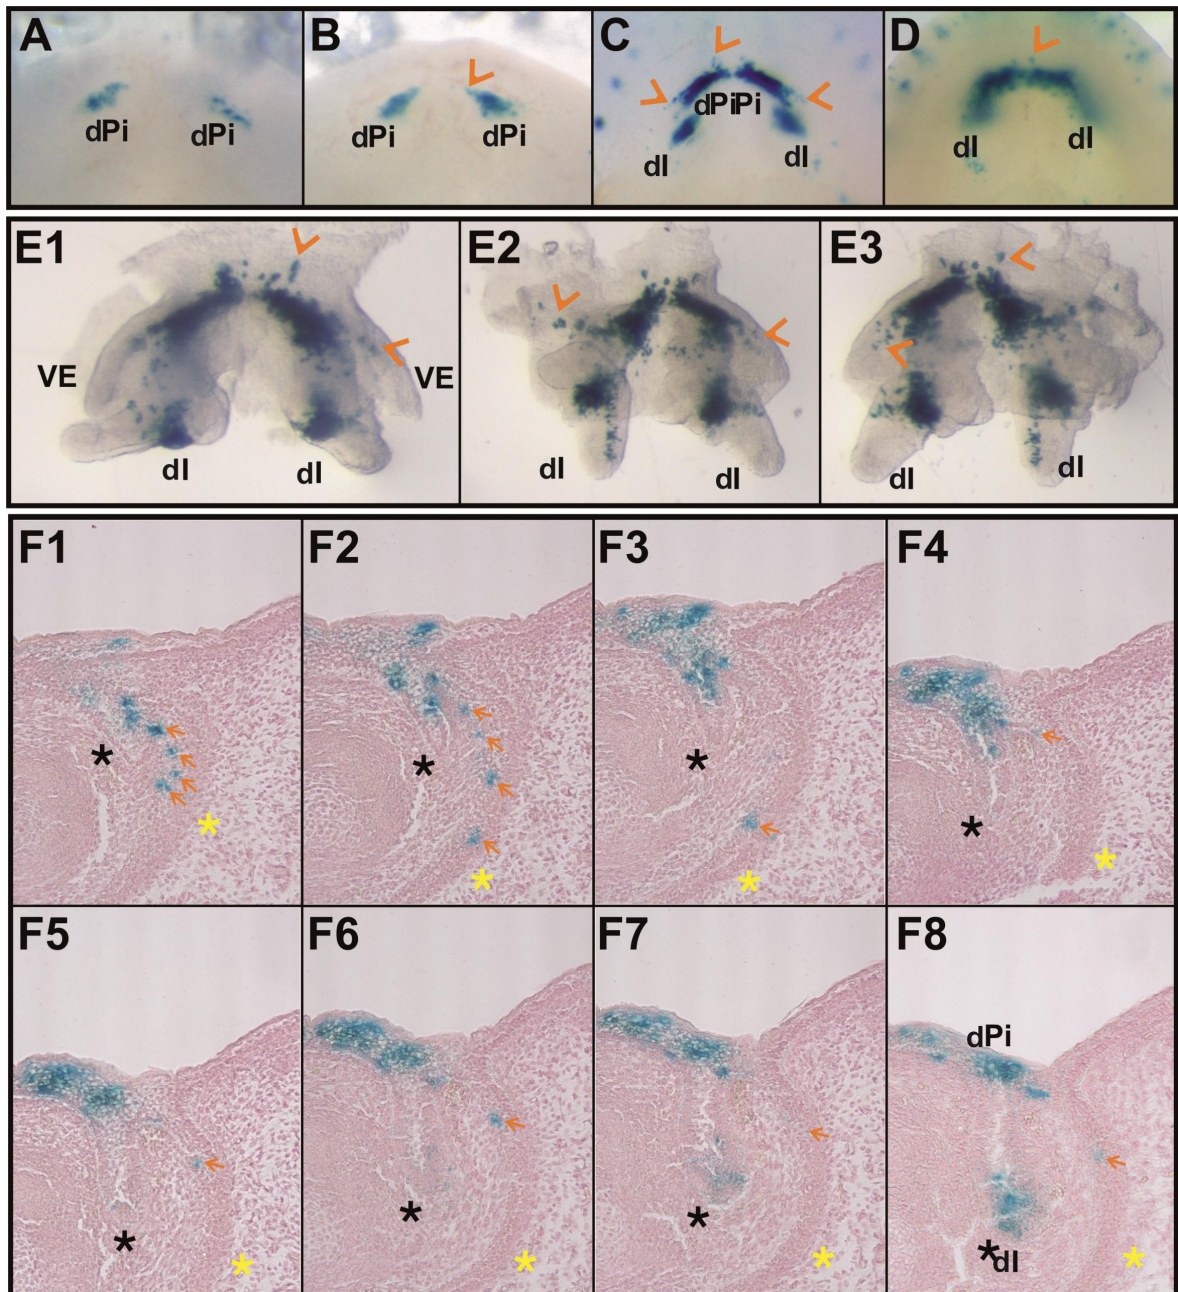 A B C D
dPi dPi dPi dPi dPiPi
dI dI dI dI
E1 E2 E3
VE VE
dI dI dI dI dI dI
F1 F2 F3 F4
* * * *
* * * *
F5 F6 F7 F8
dPi
* * * *
dI
* * * *